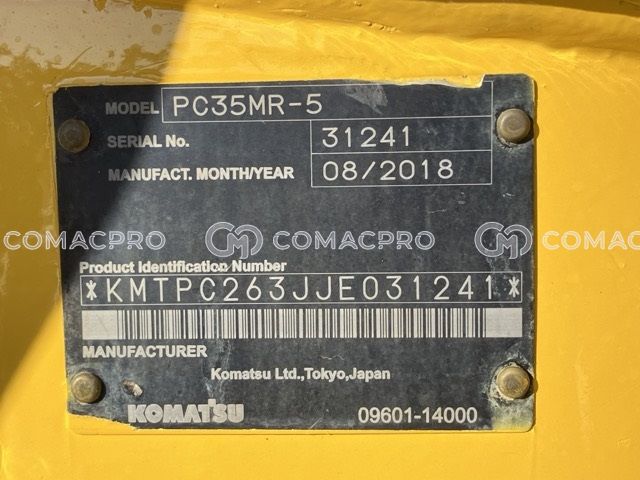 MODEL PC35MR-5
SERIAL No. 31241
MANUFACT. MONTH/YEAR 08/2018
COMACPRO COMACPRO COMACPRO
Product Identification Number
*KMTPC263JJE031241*
MANUFACTURER
Komatsu Ltd.,Tokyo,Japan
KOMATSU 09601-14000